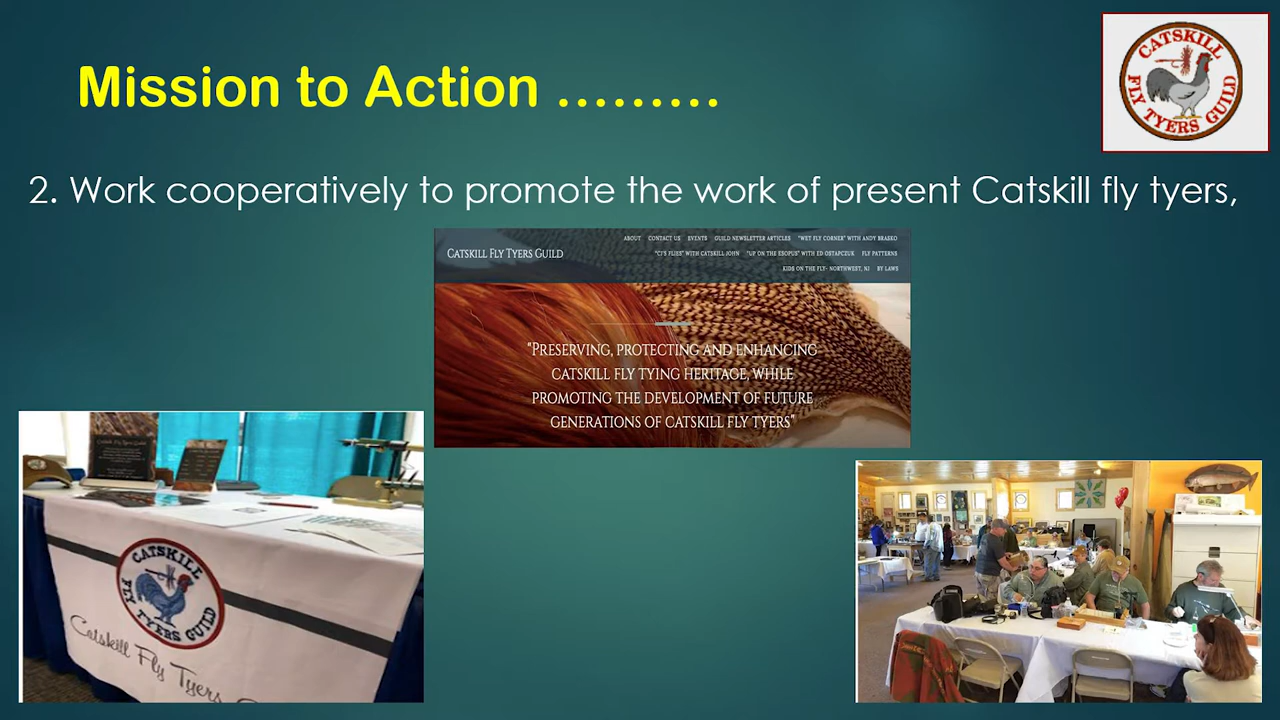 Mission to Action .........
CATSKILL
FLY TYERS GUILD
2. Work cooperatively to promote the work of present Catskill fly tyers,
CATSKILL FLY TYERS GUILD
ABOUT CONTACT US EVENTS GUILD NEWSLETTER ARTICLES "WET FLY CORNER" WITH ANDY BRASKO
"CJ'S FLIES" WITH CATSKILL JOHN "UP ON THE ESOPUS" WITH ED OSTAPCZUK FLY PATTERNS
KIDS ON THE FLY- NORTHWEST, NJ BY LAWS
"PRESERVING, PROTECTING AND ENHANCING
CATSKILL FLY TYING HERITAGE, WHILE
PROMOTING THE DEVELOPMENT OF FUTURE
GENERATIONS OF CATSKILL FLY TYERS"
Catskill Fly Tyers Guild
CATSKILL
FLY TYERS GUILD
Catskill Fly Tyers